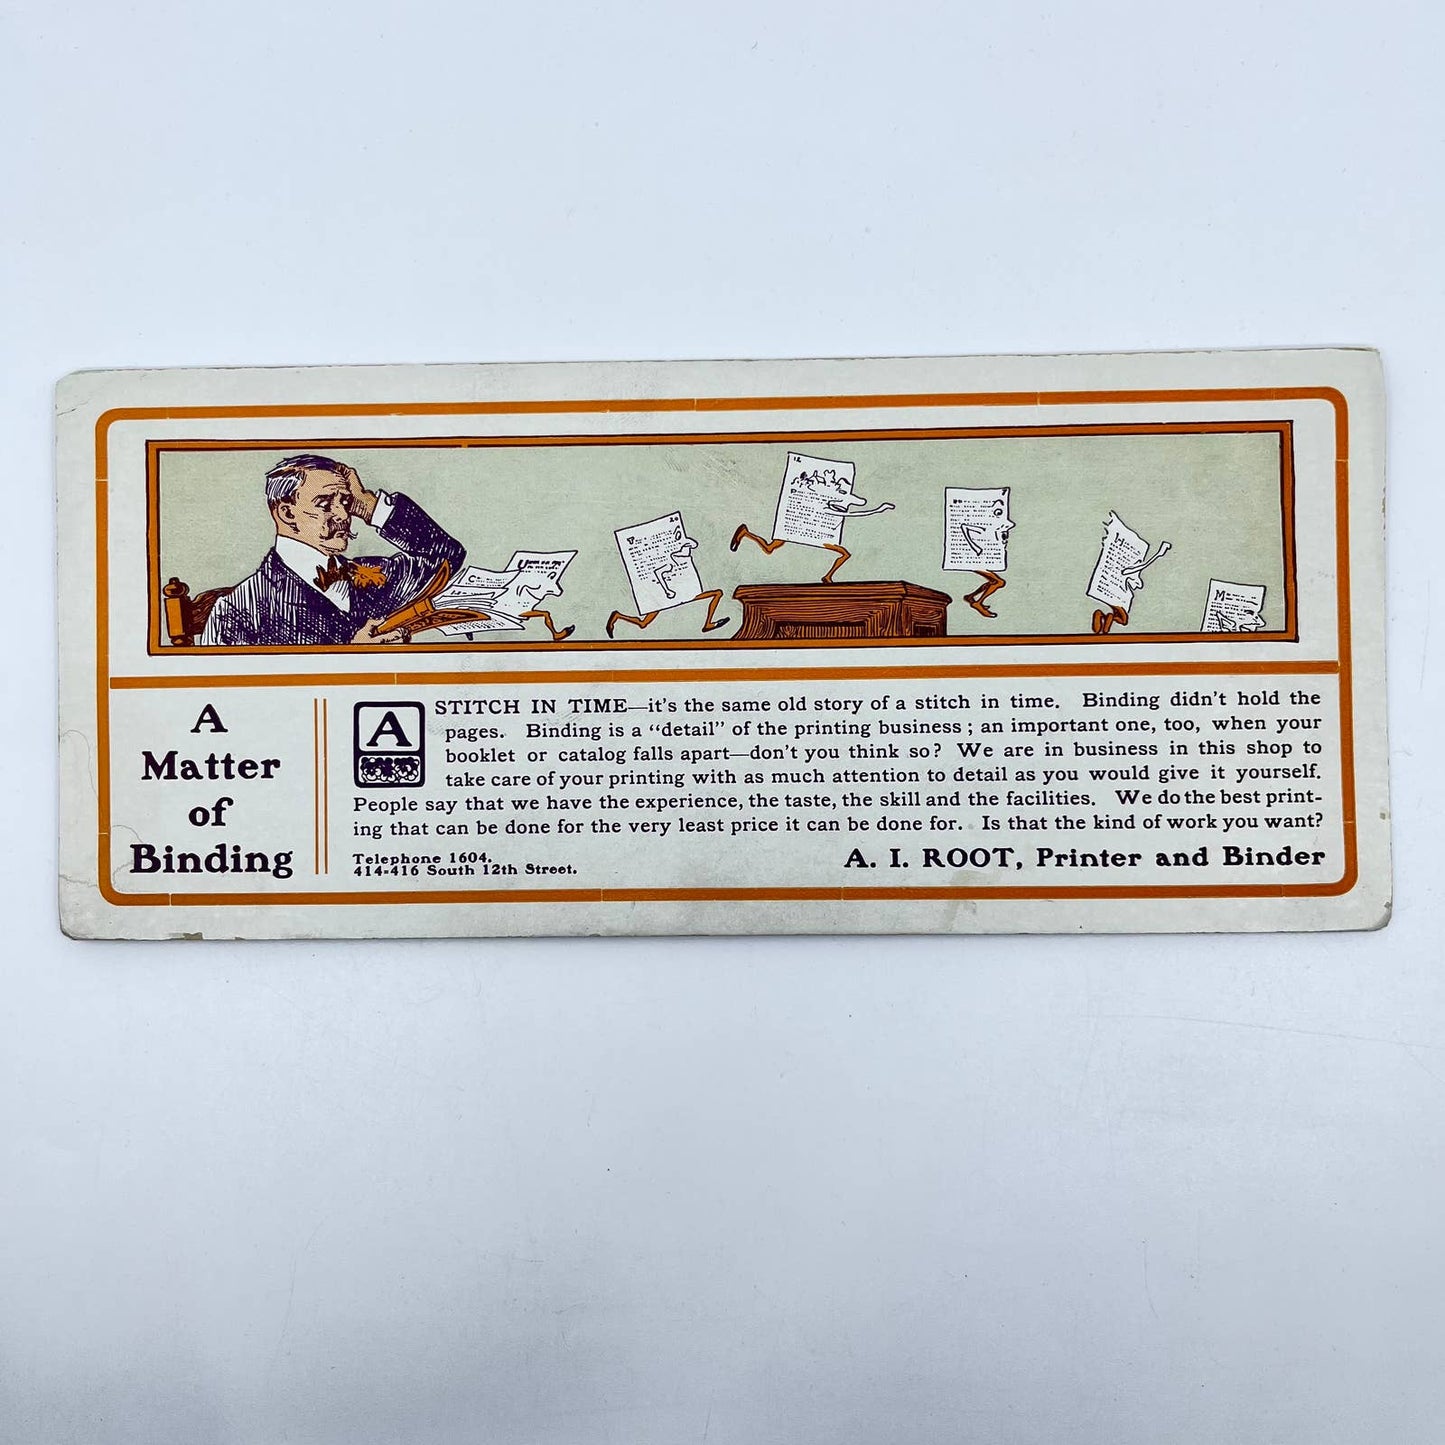 12
20
7
U
C
M
A
Matter
of
Binding
A STITCH IN TIME—it's the same old story of a stitch in time. Binding didn't hold the
pages. Binding is a “detail” of the printing business; an important one, too, when your
booklet or catalog falls apart—don't you think so? We are in business in this shop to
take care of your printing with as much attention to detail as you would give it yourself.
People say that we have the experience, the taste, the skill and the facilities. We do the best print-
ing that can be done for the very least price it can be done for. Is that the kind of work you want?
Telephone 1604.
414-416 South 12th Street.
A. I. ROOT, Printer and Binder